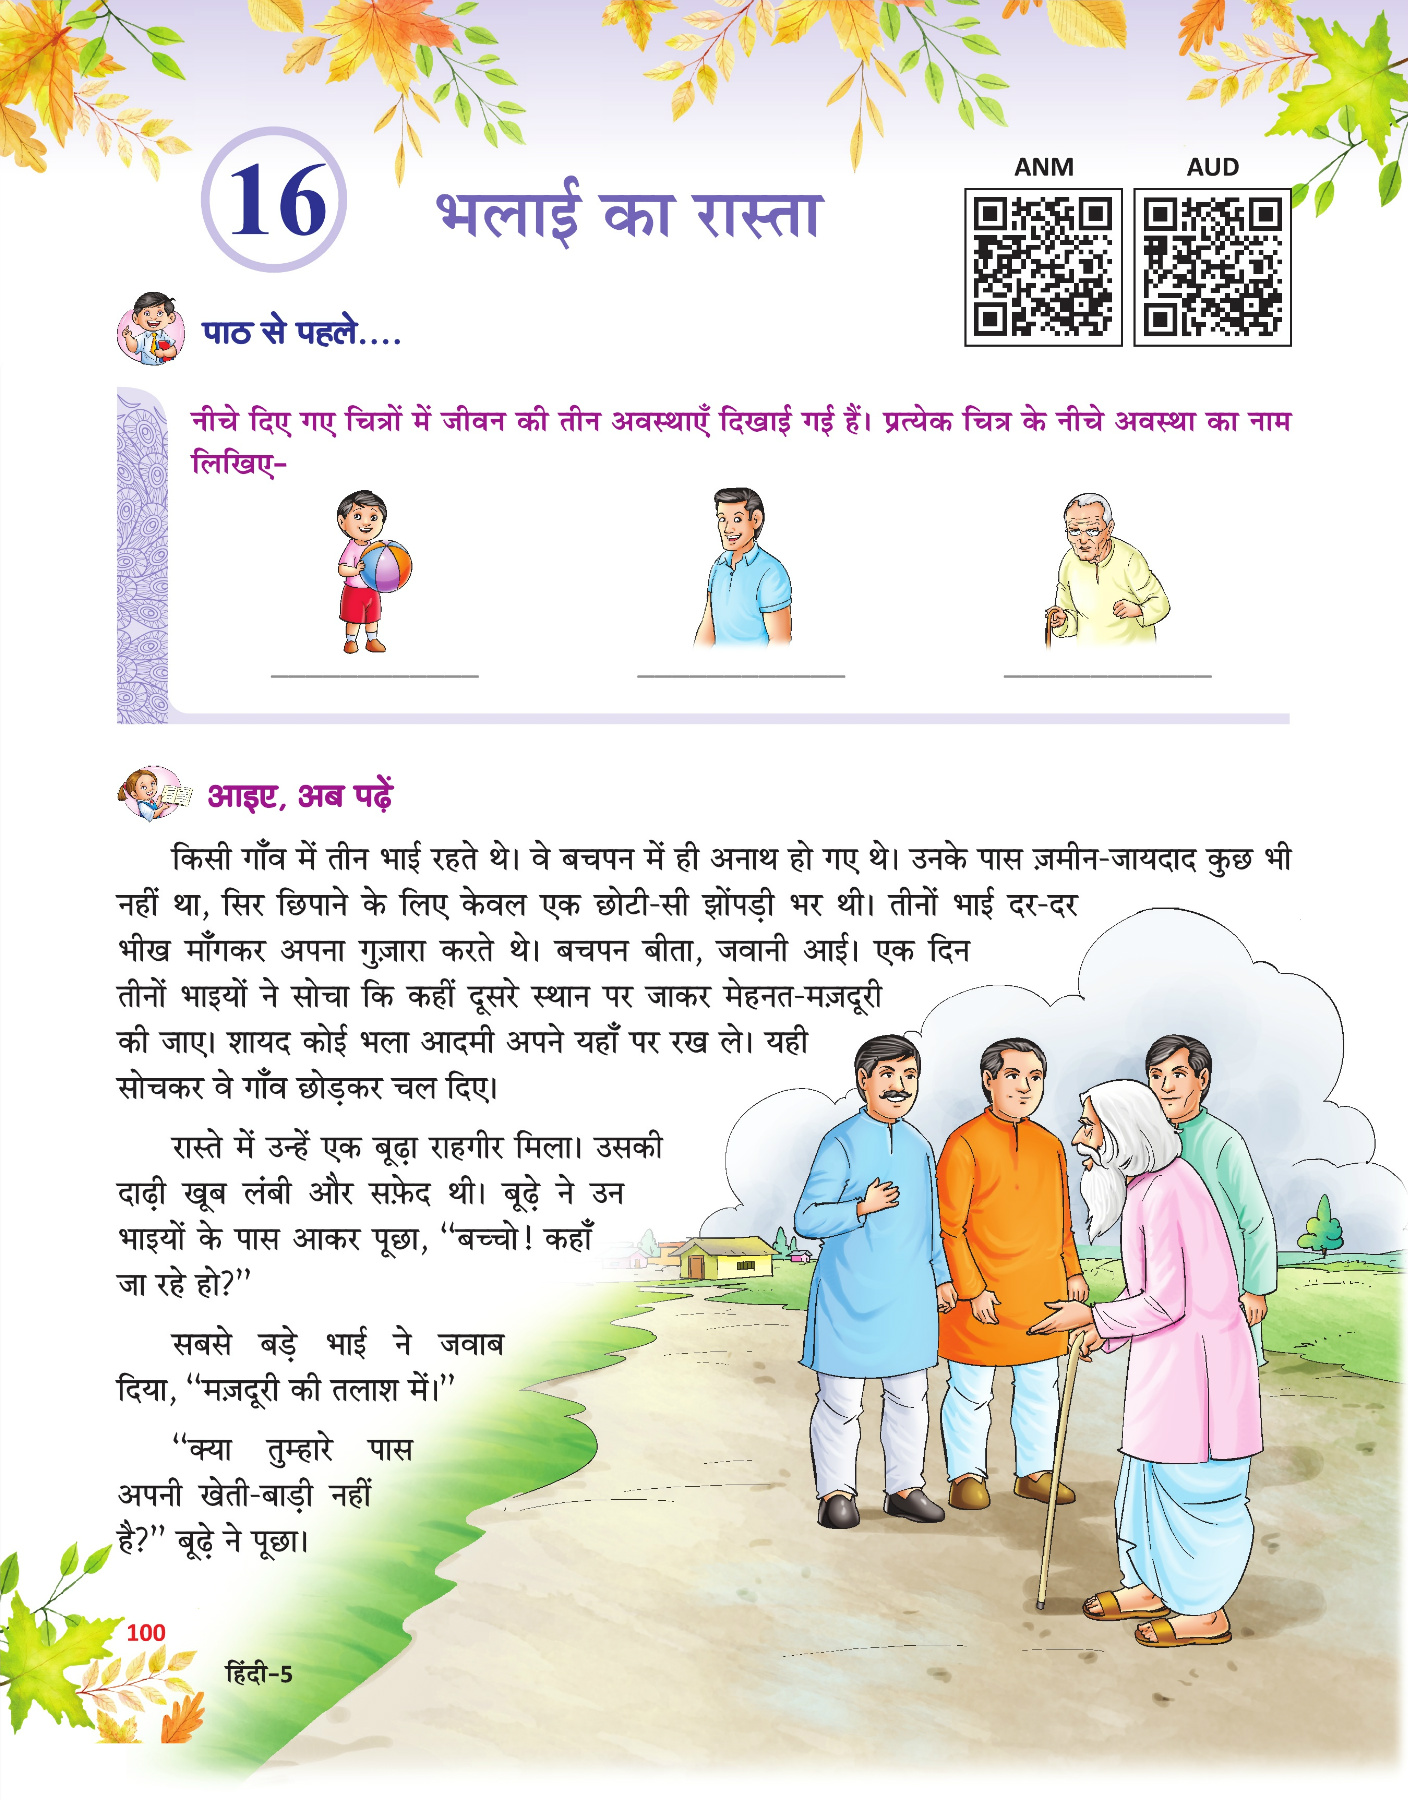 16
भलाई का रास्ता
ANM
AUD
पाठ से पहले....
नीचे दिए गए चित्रों में जीवन की तीन अवस्थाएँ दिखाई गई हैं। प्रत्येक चित्र के नीचे अवस्था का नाम
लिखिए–
आइए, अब पढ़ें
किसी गाँव में तीन भाई रहते थे। वे बचपन में ही अनाथ हो गए थे। उनके पास ज़मीन-जायदाद कुछ भी
नहीं था, सिर छिपाने के लिए केवल एक छोटी-सी झोंपड़ी भर थी। तीनों भाई दर-दर
भीख माँगकर अपना गुज़ारा करते थे। बचपन बीता, जवानी आई। एक दिन
तीनों भाइयों ने सोचा कि कहीं दूसरे स्थान पर जाकर मेहनत-मज़दूरी
की जाए। शायद कोई भला आदमी अपने यहाँ पर रख ले। यही
सोचकर वे गाँव छोड़कर चल दिए।
रास्ते में उन्हें एक बूढ़ा राहगीर मिला। उसकी
दाढ़ी खूब लंबी और सफ़ेद थी। बूढ़े ने उन
भाइयों के पास आकर पूछा, “बच्चो! कहाँ
जा रहे हो?”
सबसे बड़े भाई ने जवाब
दिया, “मज़दूरी की तलाश में।”
“क्या तुम्हारे पास
अपनी खेती-बाड़ी नहीं
है?” बूढ़े ने पूछा।
100
हिंदी–5